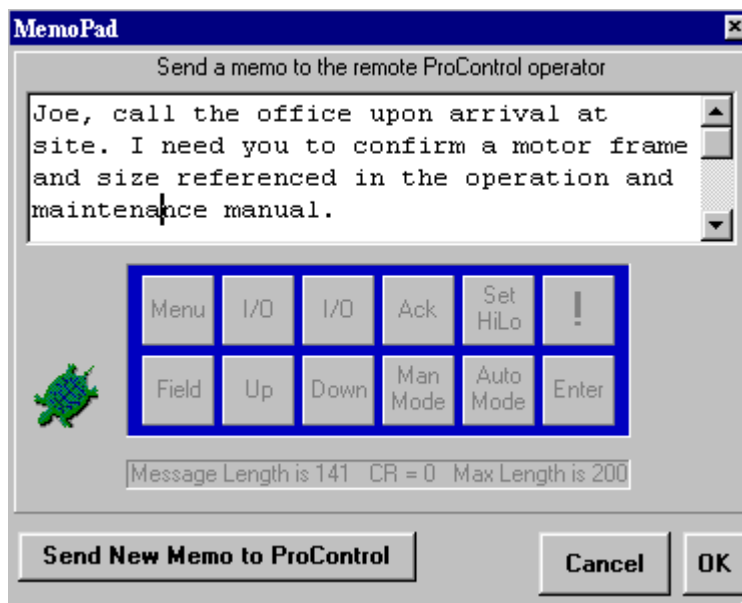 MemoPad
Send a memo to the remote ProControl operator
Joe, call the office upon arrival at
site. I need you to confirm a motor frame
and size referenced in the operation and
maintenance manual.
Menu I/O I/O Ack Set HiLo !
Field Up Down Man Mode Auto Mode Enter
Message Length is 141 CR = 0 Max Length is 200
Send New Memo to ProControl Cancel OK